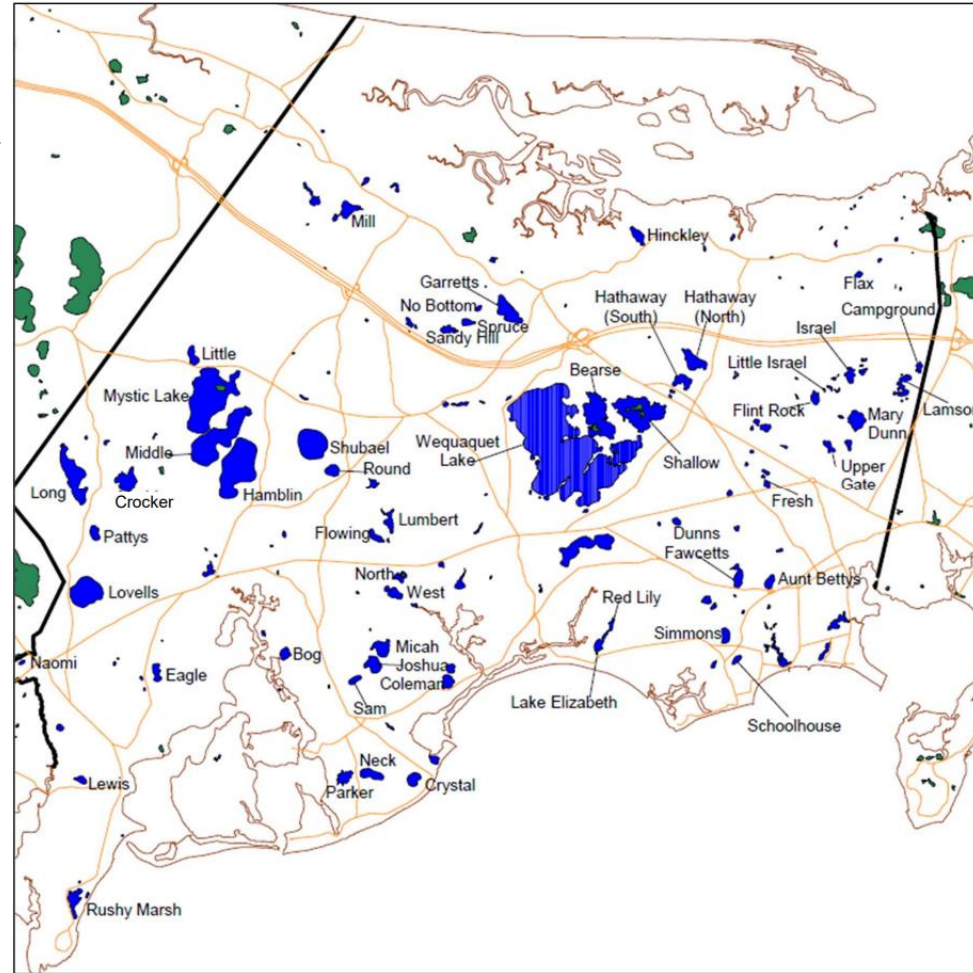 Mill
Hinckley
Garretts
Flax
No Bottom
Hathaway
(South)
Hathaway
(North)
Campground
Spruce
Sandy Hill
Israel
Little
Bearse
Little Israel
Mystic Lake
Flint Rock
Mary
Dunn
Wequaquet
Lake
Shubael
Middle
Round
Shallow
Upper
Gate
Long
Crocker
Hamblin
Fresh
Lumbert
Flowing
Pattys
Dunns
Fawcetts
North
Aunt Bettys
Lovells
West
Red Lily
Simmons
Micah
Naomi
Bog
Joshua
Eagle
Coleman
Sam
Lake Elizabeth
Schoolhouse
Neck
Lewis
Parker
Crystal
Rushy Marsh